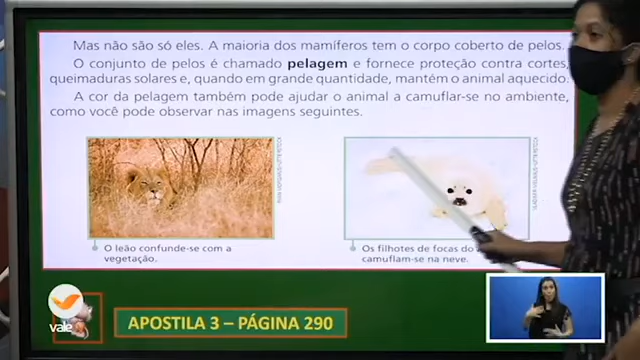 Mas não são só eles. A maioria dos mamíferos tem o corpo coberto de pelos.
O conjunto de pelos é chamado pelagem e fornece proteção contra cortes,
queimaduras solares e, quando em grande quantidade, mantém o animal aquecido.
A cor da pelagem também pode ajudar o animal a camuflar-se no ambiente,
como você pode observar nas imagens seguintes.
O leão confunde-se com a
vegetação.
Os filhotes de focas do
camuflam-se na neve.
vale
APOSTILA 3 – PÁGINA 290